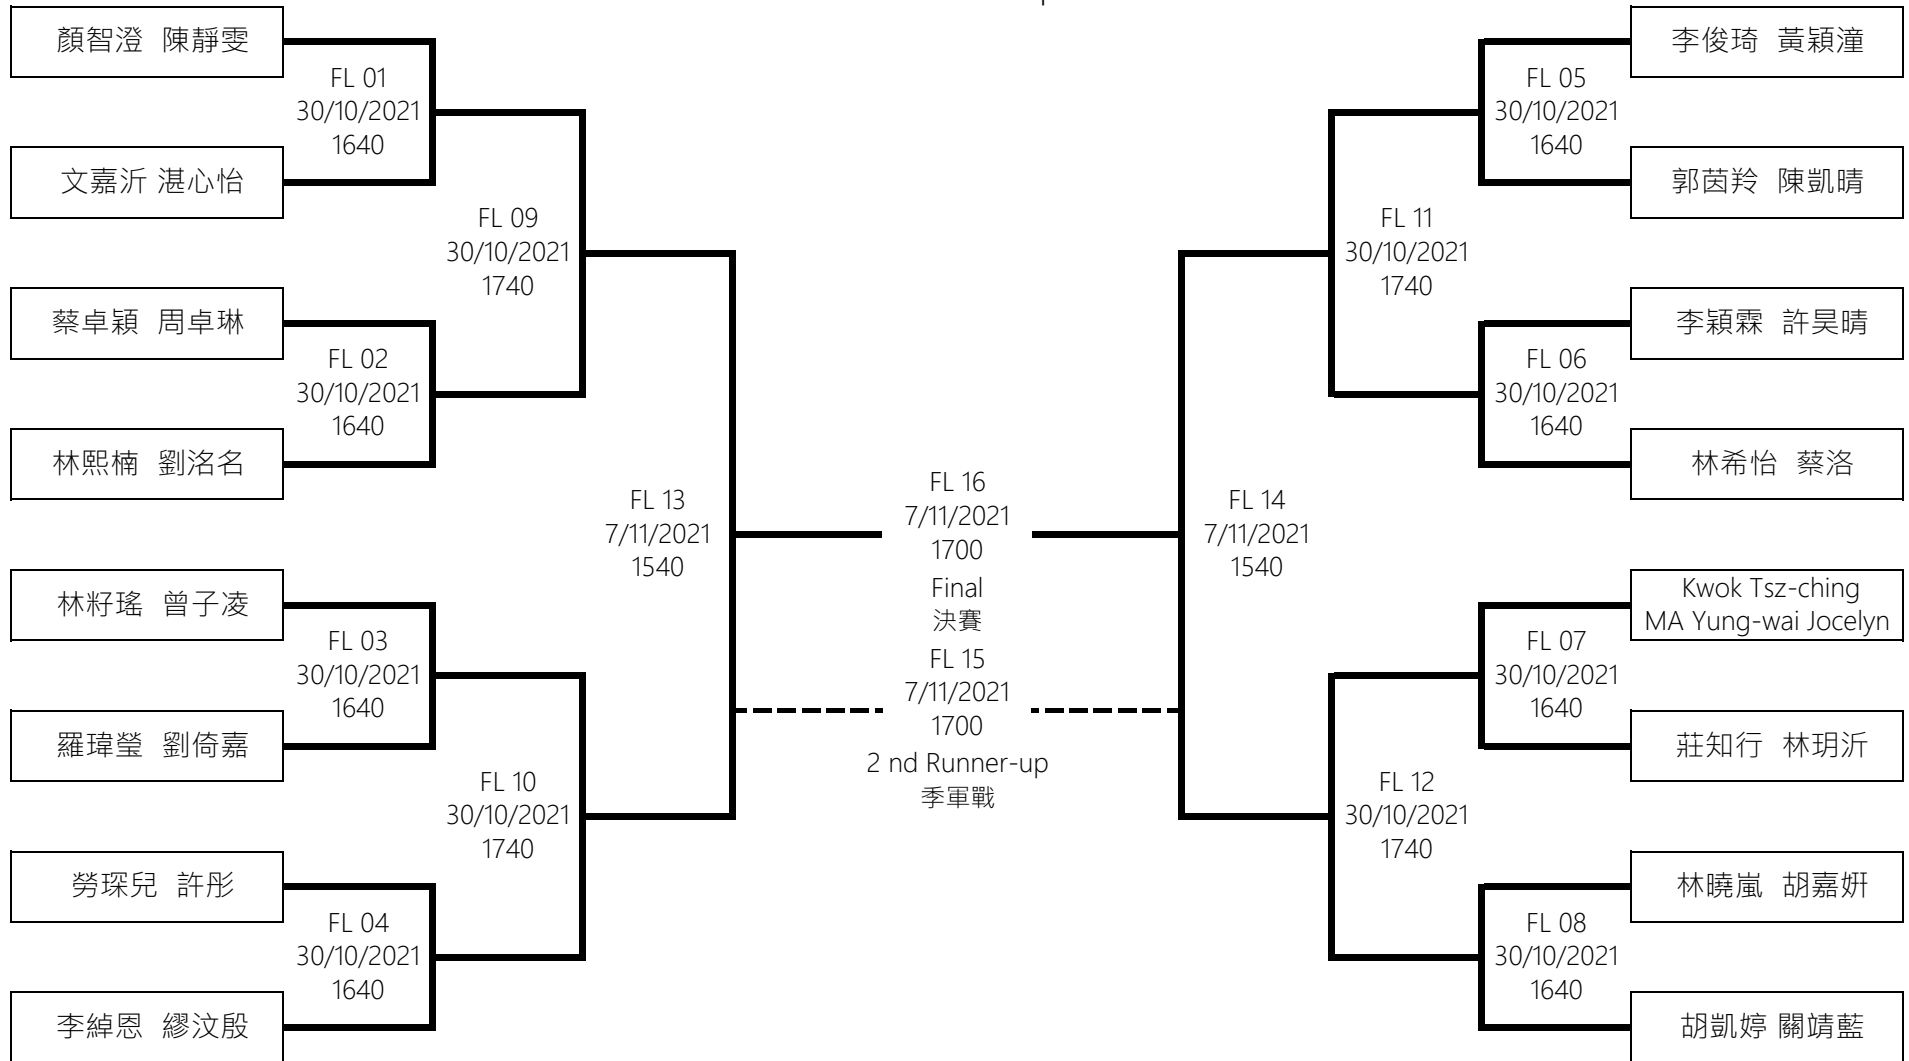 顏智澄 陳靜雯
FL 01
30/10/2021
1640
文嘉沂 湛心怡
FL 09
30/10/2021
1740
蔡卓穎 周卓琳
FL 02
30/10/2021
1640
林熙楠 劉洺名
FL 13
7/11/2021
1540
林籽瑤 曾子凌
FL 03
30/10/2021
1640
羅瑋瑩 劉倚嘉
FL 10
30/10/2021
1740
勞琛兒 許彤
FL 04
30/10/2021
1640
李綽恩 繆汶殷
FL 16
7/11/2021
1700
Final
決賽
FL 15
7/11/2021
1700
2 nd Runner-up
季軍戰
李俊琦 黃穎潼
FL 05
30/10/2021
1640
郭茵羚 陳凱晴
FL 11
30/10/2021
1740
李穎霖 許昊晴
FL 06
30/10/2021
1640
林希怡 蔡洛
FL 14
7/11/2021
1540
Kwok Tsz-ching
MA Yung-wai Jocelyn
FL 07
30/10/2021
1640
莊知行 林玥沂
FL 12
30/10/2021
1740
林曉嵐 胡嘉妍
FL 08
30/10/2021
1640
胡凱婷 關靖藍